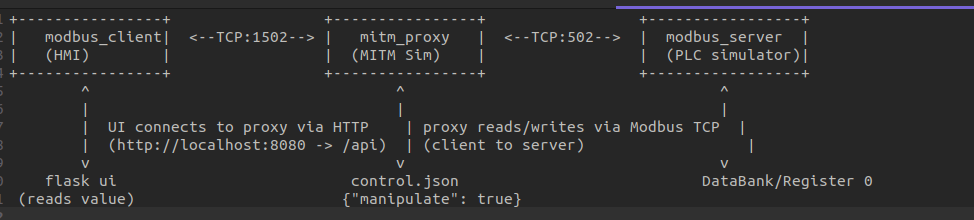 +----------------+                   +----------------+                   +-----------------+
|  modbus_client|  <--TCP:1502--> |   mitm_proxy   |  <--TCP:502-->  |  modbus_server  |
|  (HMI)         |                   |  (MITM Sim)    |                   |  (PLC simulator)|
+----------------+                   +----------------+                   +-----------------+
^                                   ^                                   ^
|                                   |                                   |
|  UI connects to proxy via HTTP    | proxy reads/writes via Modbus TCP  |
|  (http://localhost:8080 -> /api)  | (client to server)                  |
v                                   v                                   v
flask ui                          control.json                      DataBank/Register 0
(reads value)                       {"manipulate": true}